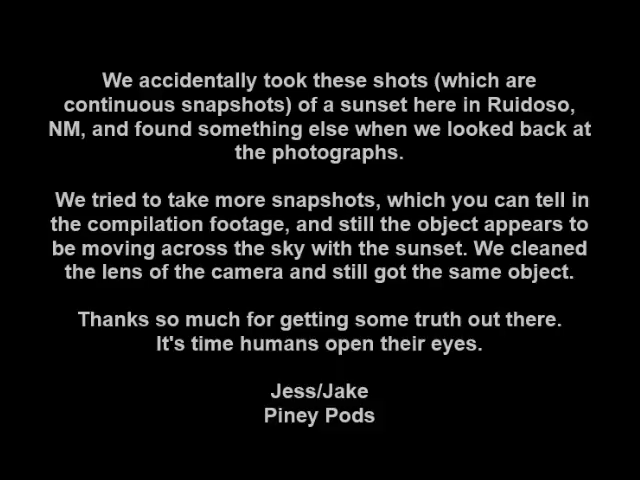 We accidentally took these shots (which are
continuous snapshots) of a sunset here in Ruidoso,
NM, and found something else when we looked back at
the photographs.
We tried to take more snapshots, which you can tell in
the compilation footage, and still the object appears to
be moving across the sky with the sunset. We cleaned
the lens of the camera and still got the same object.
Thanks so much for getting some truth out there.
It's time humans open their eyes.
Jess/Jake
Piney Pods